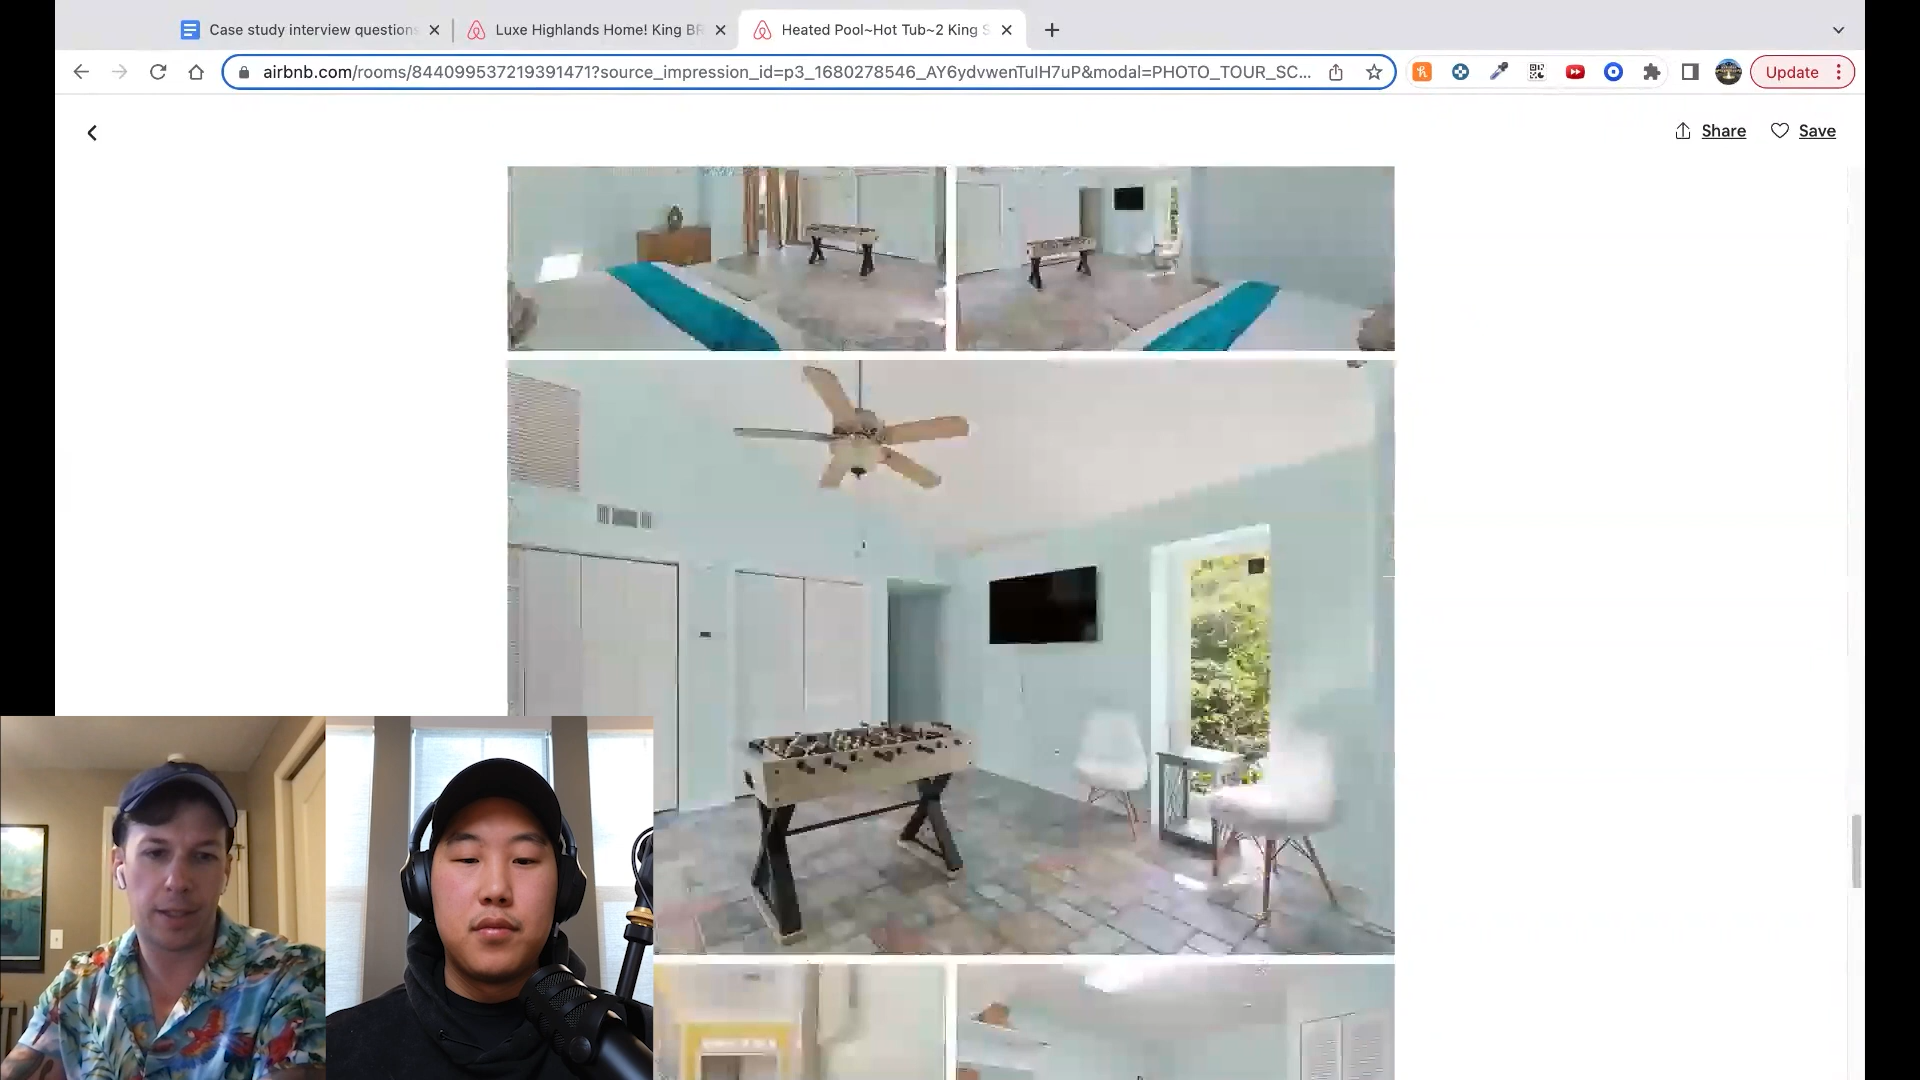 Case study interview questions
Luxe Highlands Home! King BR
Heated Pool~Hot Tub~2 King S
airbnb.com/rooms/844099537219391471?source_impression_id=p3_1680278546_AY6ydvwenTulH7uP&modal=PHOTO_TOUR_SC...
Update
Share
Save